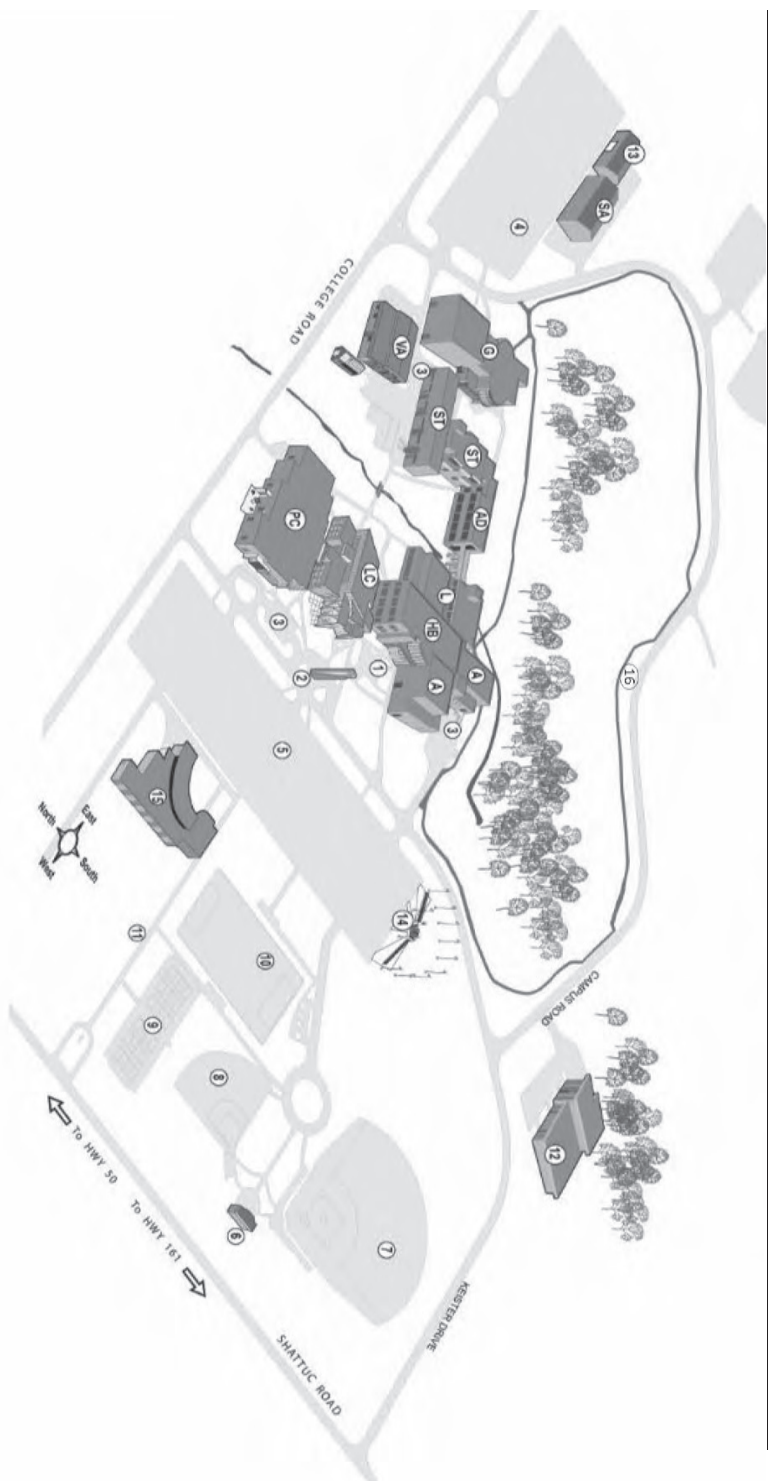 13
SA
4
COLLEGE ROAD
G
VA
3
ST
ST
AD
PC
LC
L
HB
A
A
3
1
2
3
16
5
15
North
East
West
South
14
11
10
9
8
CAMPUS ROAD
12
To HWY 50
To HWY 161
6
7
KEISTER DRIVE
SHATTUC ROAD